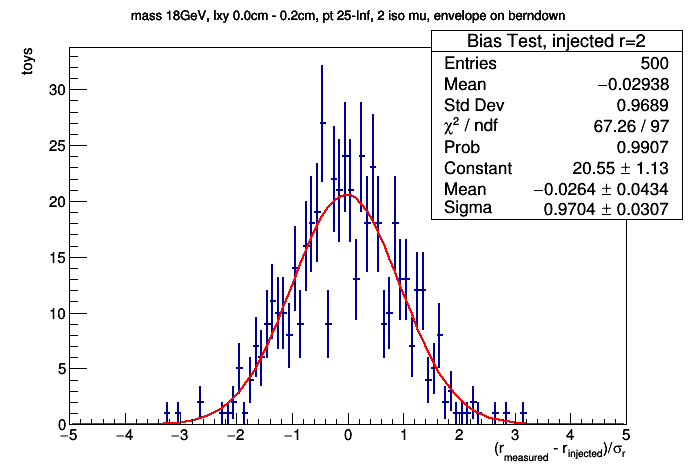 mass 18GeV, lxy 0.0cm - 0.2cm, pt 25-Inf, 2 iso mu, envelope on berndown
Bias Test, injected r=2
Entries 500
Mean −0.02938
Std Dev 0.9689
χ² / ndf 67.26 / 97
Prob 0.9907
Constant 20.55 ± 1.13
Mean −0.0264 ± 0.0434
Sigma 0.9704 ± 0.0307
toys
30
25
20
15
10
5
0
−5 −4 −3 −2 −1 0 1 2 3 4 5
(r_measured - r_injected)/σ_r